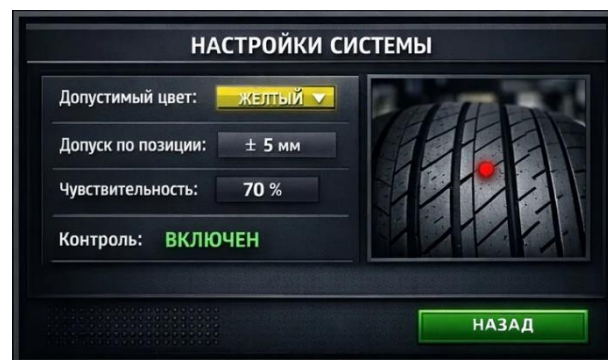 НАСТРОЙКИ СИСТЕМЫ
Допустимый цвет: ЖЕЛТЫЙ
Допуск по позиции: ± 5 мм
Чувствительность: 70 %
Контроль: ВКЛЮЧЕН
НАЗАД